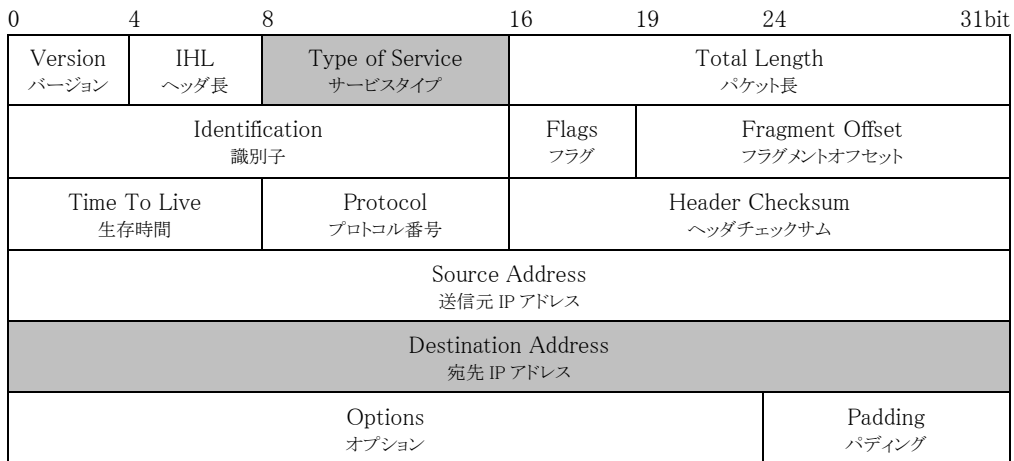 0 4 8 16 19 24 31bit
Version IHL Type of Service Total Length
バージョン ヘッダ長 サービスタイプ パケット長
Identification Flags Fragment Offset
識別子 フラグ フラグメントオフセット
Time To Live Protocol Header Checksum
生存時間 プロトコル番号 ヘッダチェックサム
Source Address
送信元 IP アドレス
Destination Address
宛先 IP アドレス
Options Padding
オプション パディング